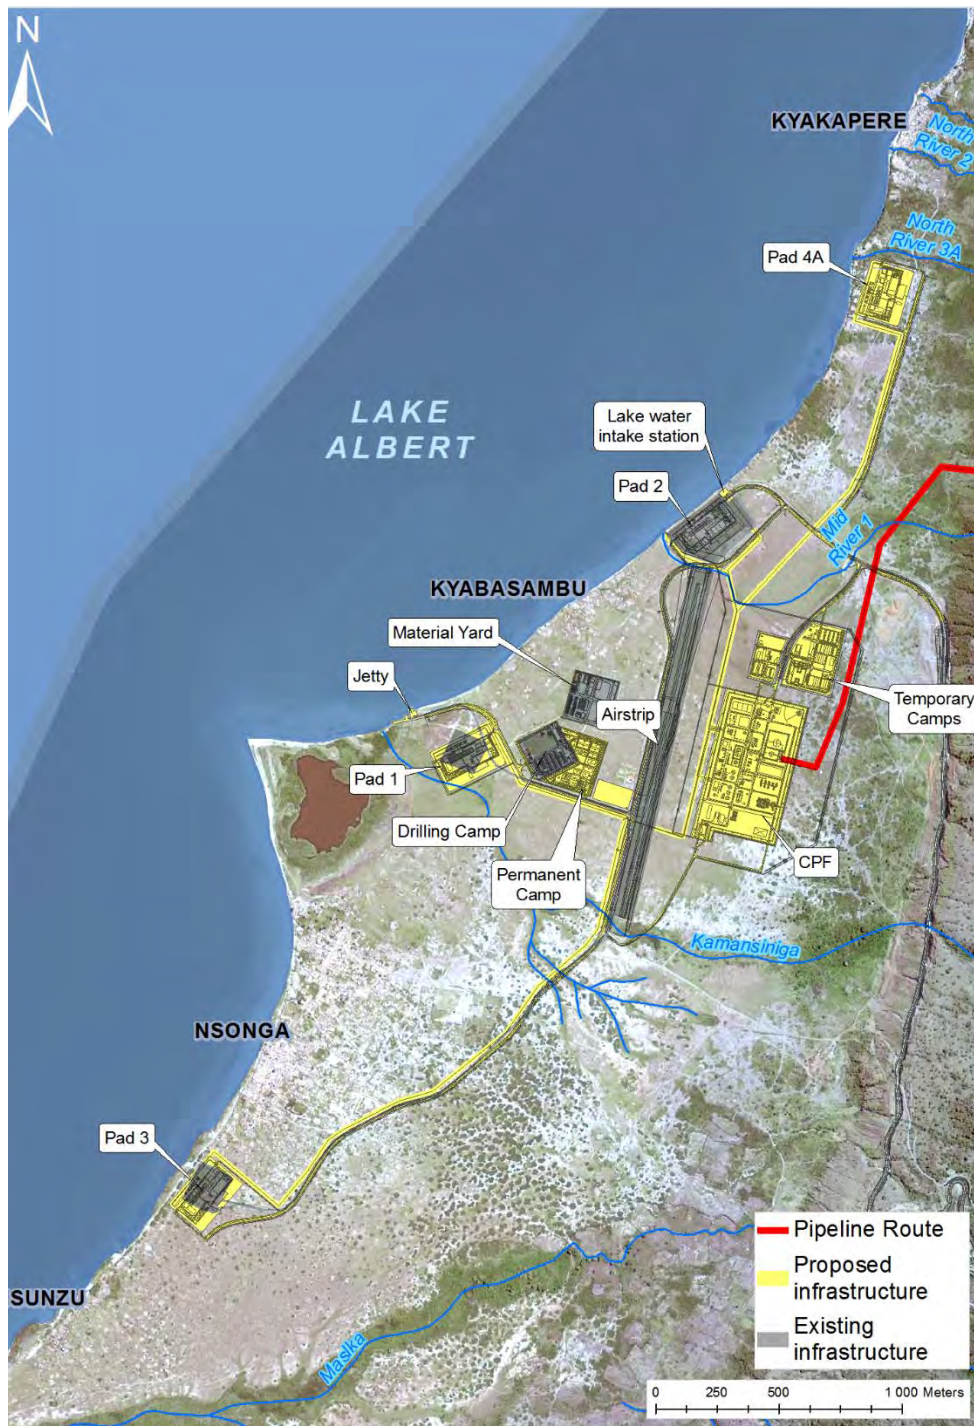 N
KYAKAPERE
North
River 2
North
River 3A
Pad 4A
LAKE
ALBERT
Lake water
intake station
Pad 2
Mid
River 1
KYABASAMBU
Material Yard
Jetty
Airstrip
Temporary
Camps
Pad 1
Drilling Camp
Permanent
Camp
CPF
Kamansiniga
NSONGA
Pad 3
SUNZU
Maslka
Pipeline Route
Proposed
infrastructure
Existing
infrastructure
0 250 500 1 000 Meters